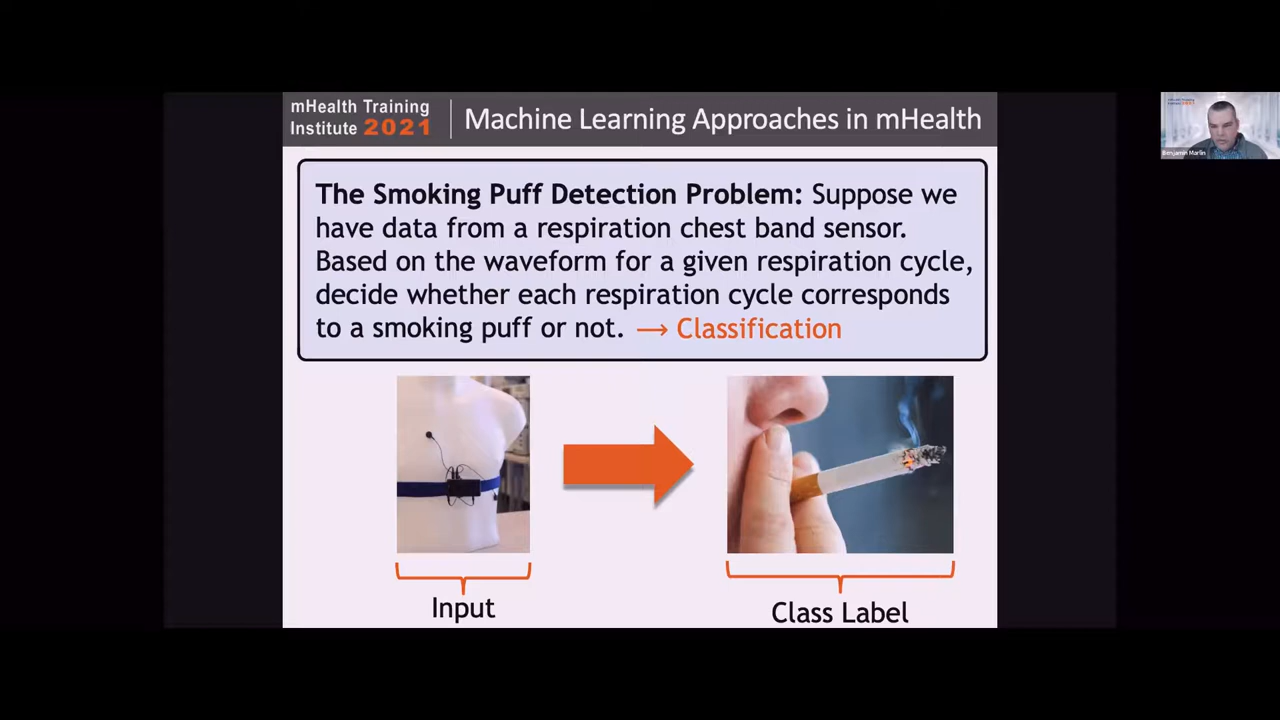 mHealth Training
Institute 2021
Machine Learning Approaches in mHealth
The Smoking Puff Detection Problem: Suppose we
have data from a respiration chest band sensor.
Based on the waveform for a given respiration cycle,
decide whether each respiration cycle corresponds
to a smoking puff or not. → Classification
Input
Class Label
Benjamin Marlin